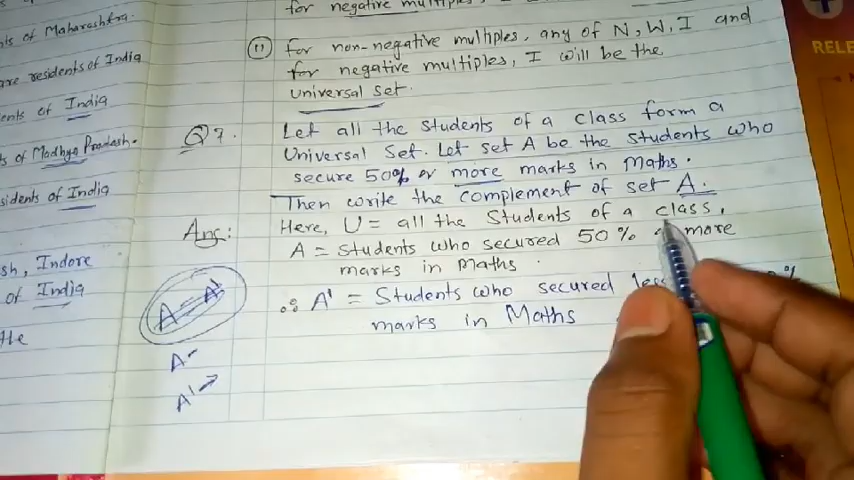 for negative multiples,
nts of Maharashtra.
are residents of India
ents of India
ts of Madhya Pradesh.
sidents of India
sh, Indore
of India
the
(11) for non-negative multiples, any of N, W, I and
for negative multiples, I will be the
universal set.
Q7. Let all the students of a class form a
Universal Set. Let set A be the students who
secure 50% or more marks in Maths.
Then write the complement of set A.
Ans: Here, U = all the students of a class.
A = students who secured 50% more
marks in Maths.
∴ A' = Students who secured less %
marks in Maths
A - A'
A -
A' →
RELE